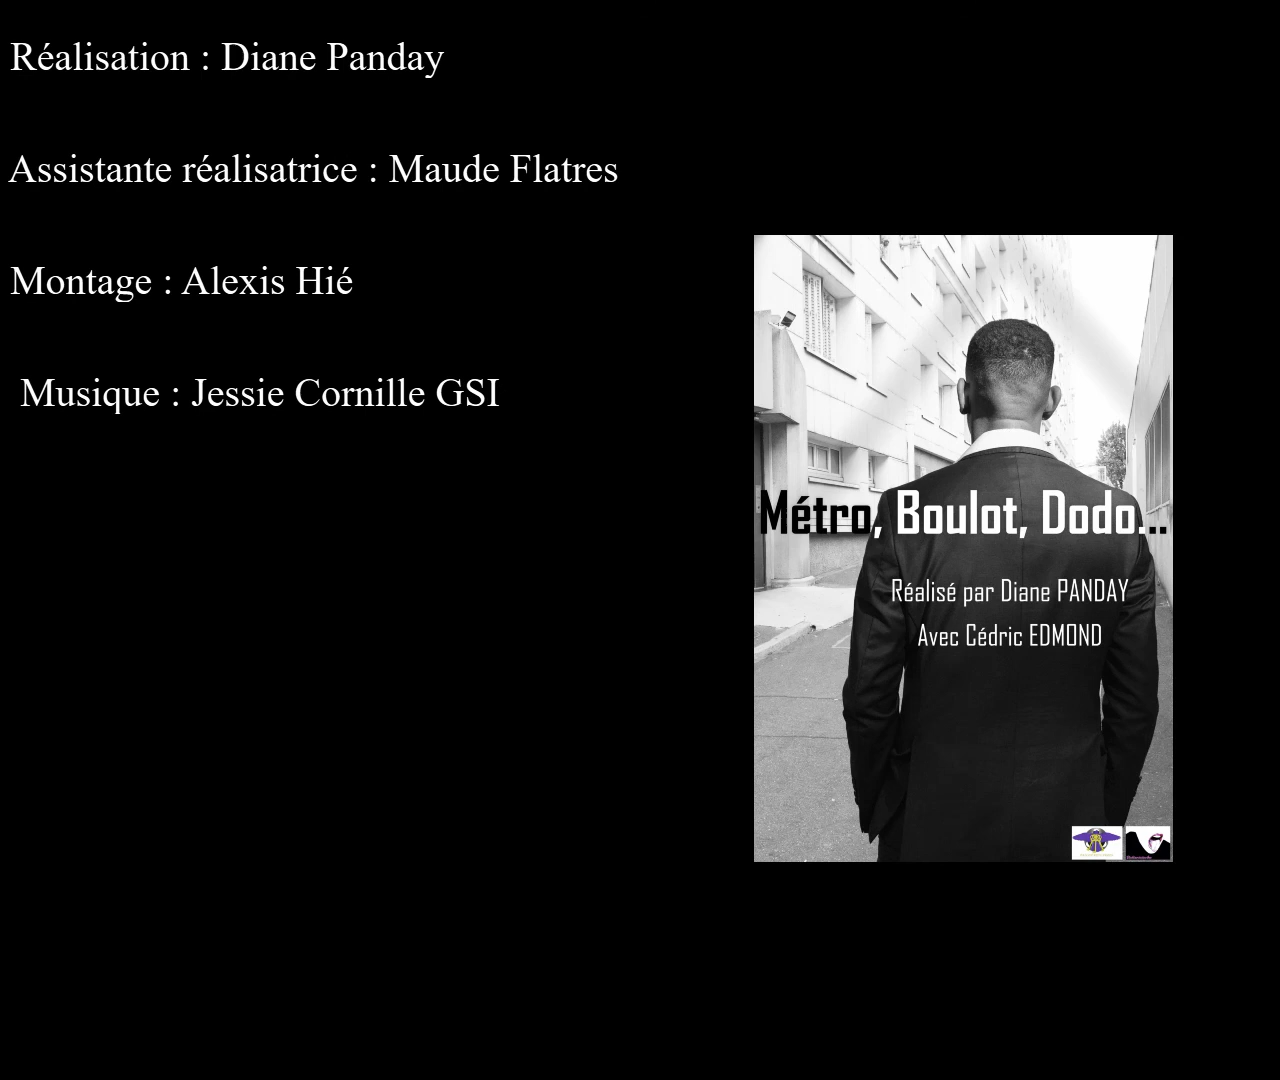 Réalisation : Diane Panday
Assistante réalisatrice : Maude Flatres
Montage : Alexis Hié
Musique : Jessie Cornille GSI
Métro, Boulot, Dodo...
Réalisé par Diane PANDAY
Avec Cédric EDMOND